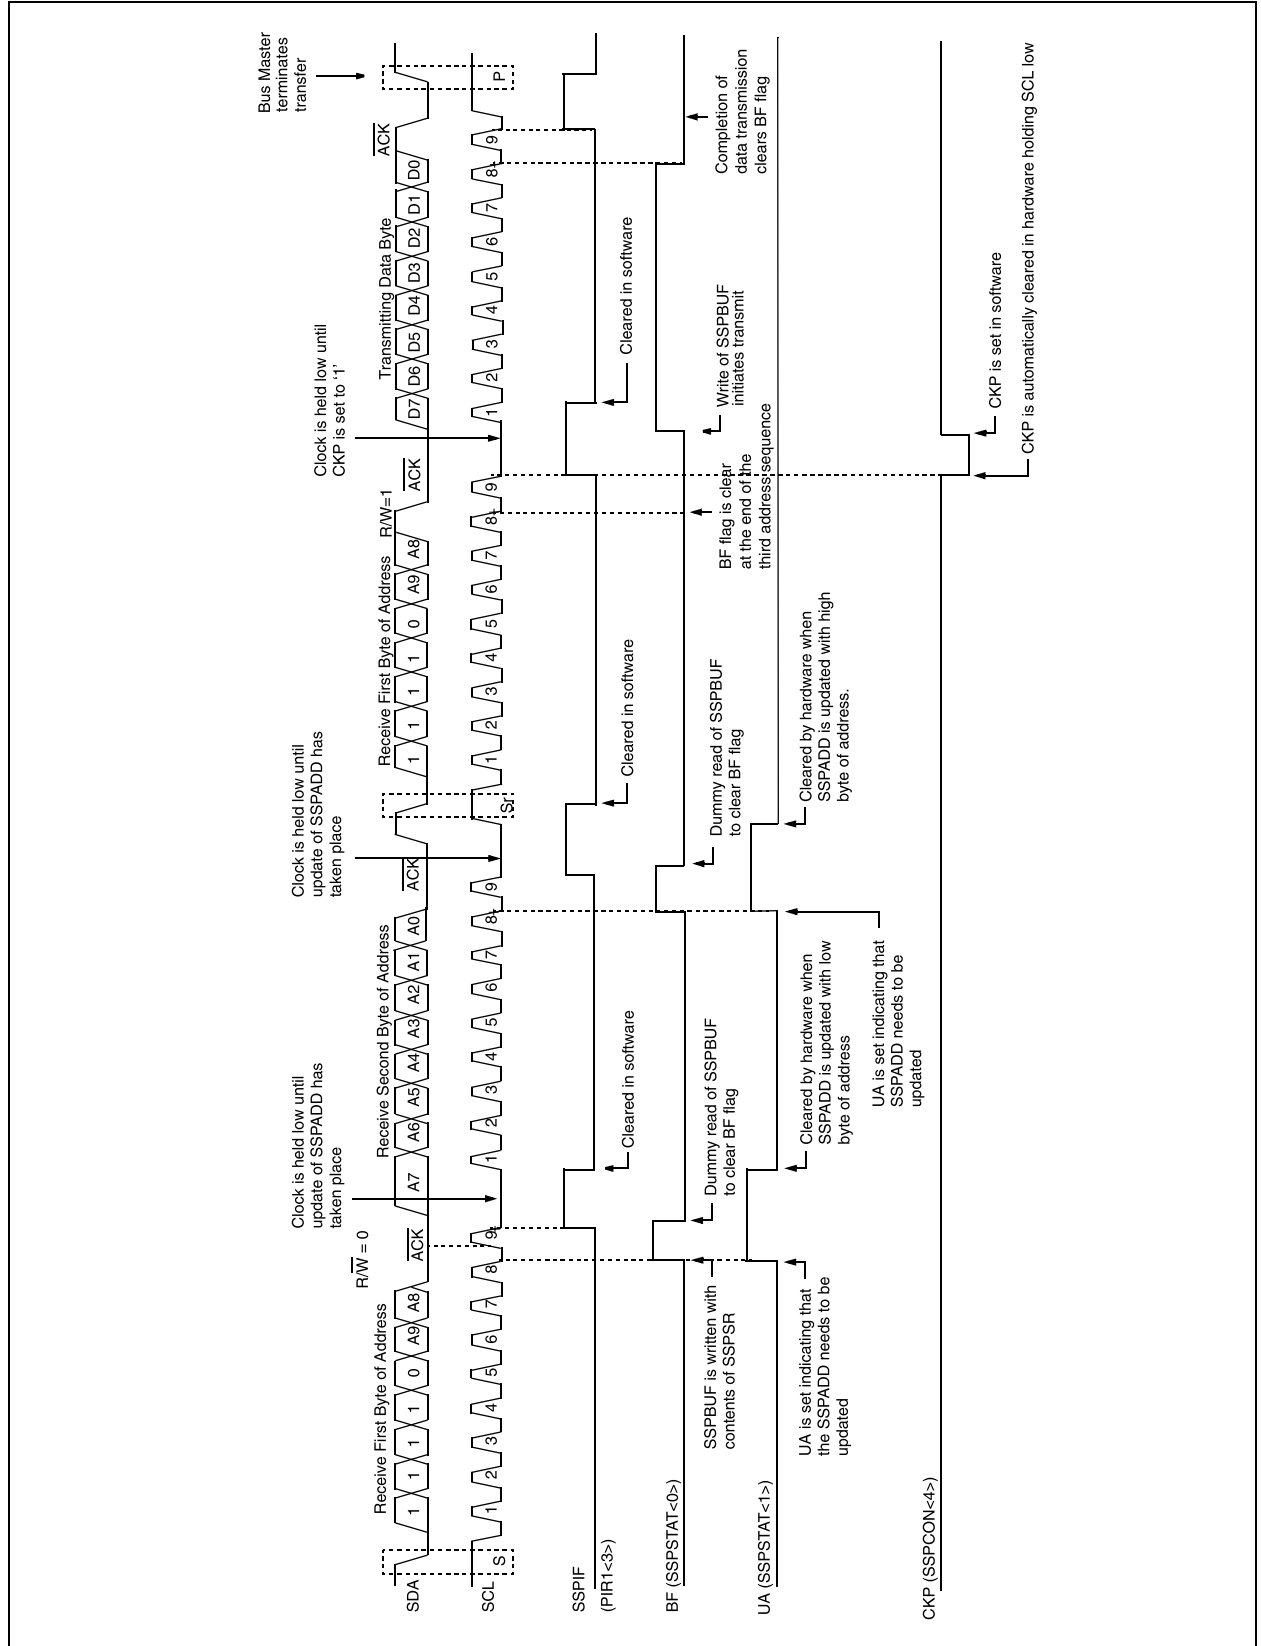 Bus Master
terminates
transfer
Clock is held low until
CKP is set to ‘1’
Clock is held low until
update of SSPADD has
taken place
Clock is held low until
update of SSPADD has
taken place
R/W = 0
R/W=1
Receive First Byte of Address
Receive Second Byte of Address
Receive First Byte of Address
Transmitting Data Byte
ACK
ACK
ACK
ACK
SDA
1 1 1 1 0 A9 A8
A7 A6 A5 A4 A3 A2 A1 A0
1 1 1 1 0 A9 A8
D7 D6 D5 D4 D3 D2 D1 D0
SCL
S
1 2 3 4 5 6 7 8 9
1 2 3 4 5 6 7 8 9
Sr
1 2 3 4 5 6 7 8 9
1 2 3 4 5 6 7 8 9
P
SSPIF
(PIR1<3>)
Cleared in software
Cleared in software
Cleared in software
BF (SSPSTAT<0>)
SSPBUF is written with
contents of SSPSR
Dummy read of SSPBUF
to clear BF flag
Dummy read of SSPBUF
to clear BF flag
BF flag is clear
at the end of the
third address sequence
Write of SSPBUF
initiates transmit
Completion of
data transmission
clears BF flag
UA (SSPSTAT<1>)
UA is set indicating that
the SSPADD needs to be
updated
Cleared by hardware when
SSPADD is updated with low
byte of address
UA is set indicating that
SSPADD needs to be
updated
Cleared by hardware when
SSPADD is updated with high
byte of address.
CKP (SSPCON<4>)
CKP is set in software
CKP is automatically cleared in hardware holding SCL low